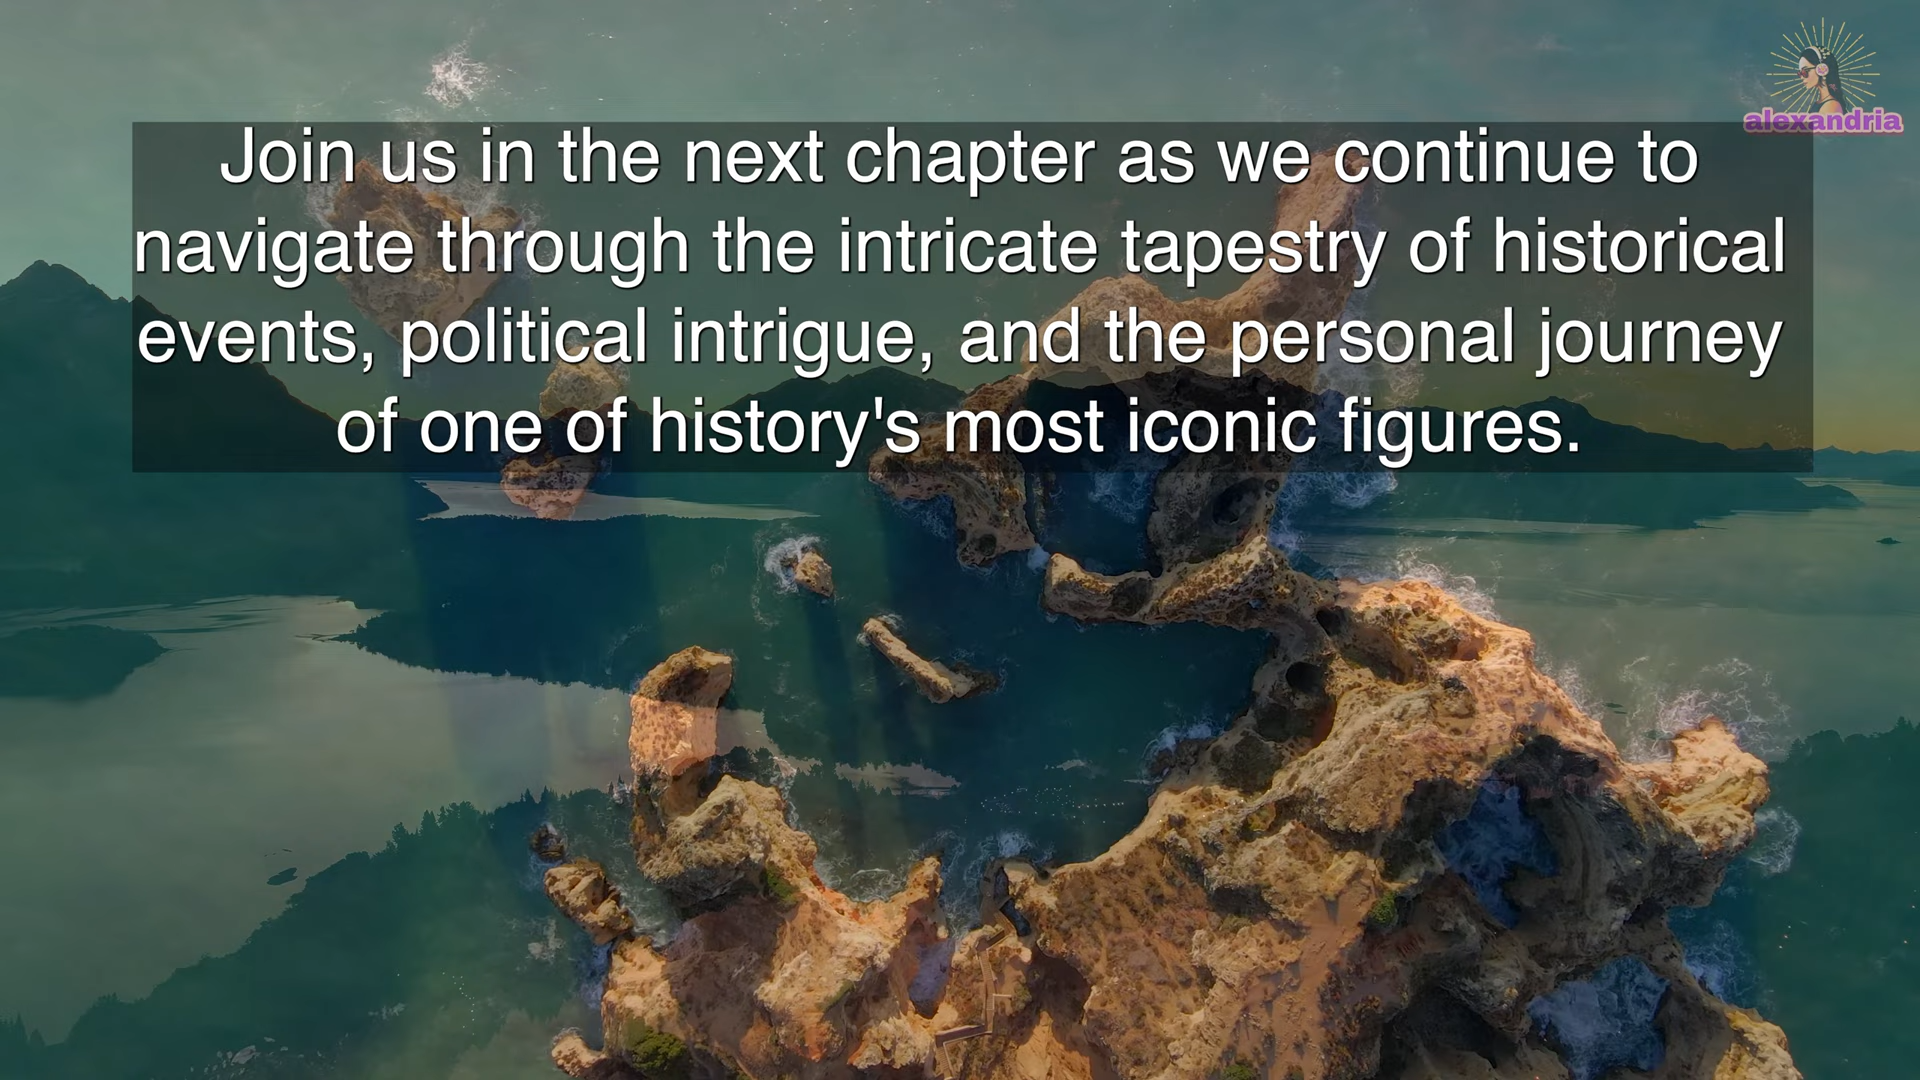 alexandria
Join us in the next chapter as we continue to
navigate through the intricate tapestry of historical
events, political intrigue, and the personal journey
of one of history's most iconic figures.